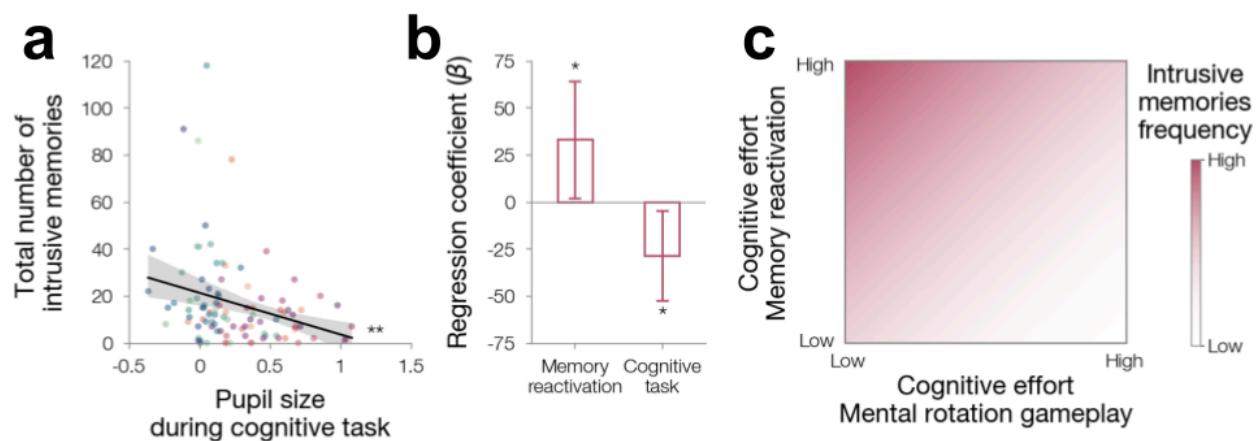 a
120
100
80
60
40
20
0
-0.5
0
0.5
1
1.5
Total number of
intrusive memories
Pupil size
during cognitive task
**
b
75
50
25
0
-25
-50
-75
Regression coefficient (β)
*
*
Memory
reactivation
Cognitive
task
c
High
Low
Cognitive effort
Memory reactivation
Low
High
Cognitive effort
Mental rotation gameplay
Intrusive
memories
frequency
High
Low